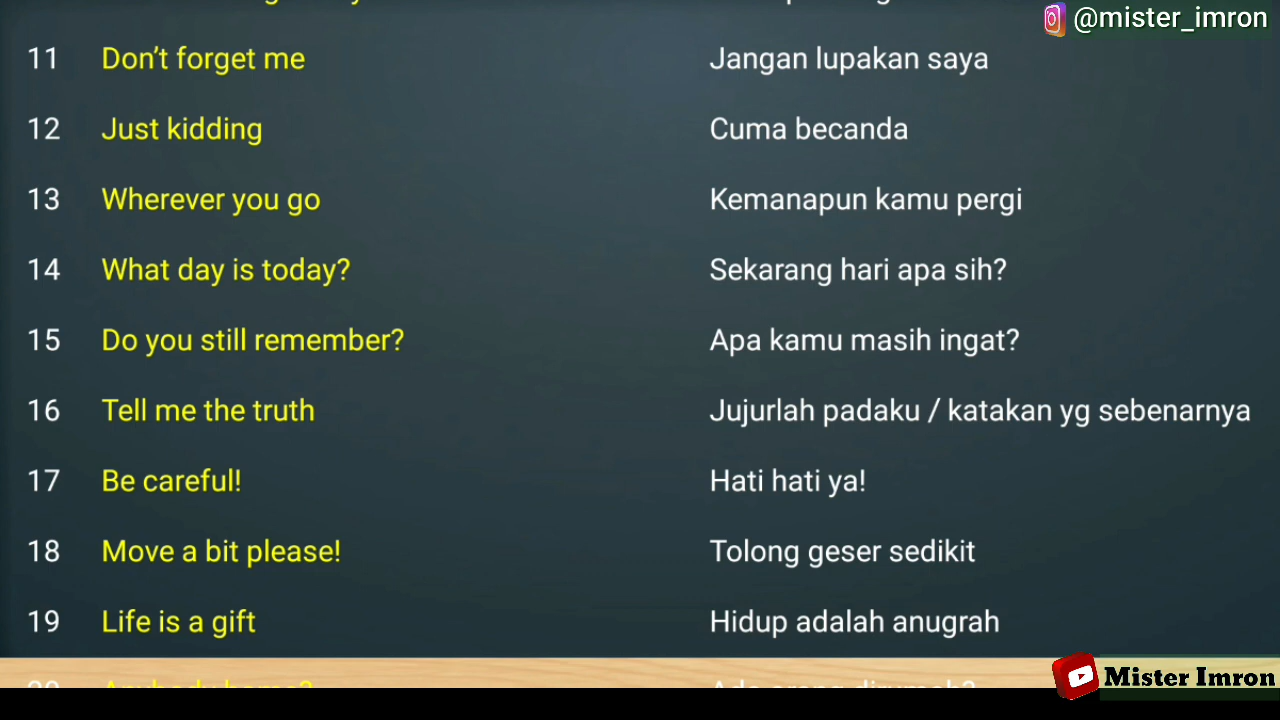 @mister_imron
11 Don't forget me Jangan lupakan saya
12 Just kidding Cuma becanda
13 Wherever you go Kemanapun kamu pergi
14 What day is today? Sekarang hari apa sih?
15 Do you still remember? Apa kamu masih ingat?
16 Tell me the truth Jujurlah padaku / katakan yg sebenarnya
17 Be careful! Hati hati ya!
18 Move a bit please! Tolong geser sedikit
19 Life is a gift Hidup adalah anugrah
Mister Imron